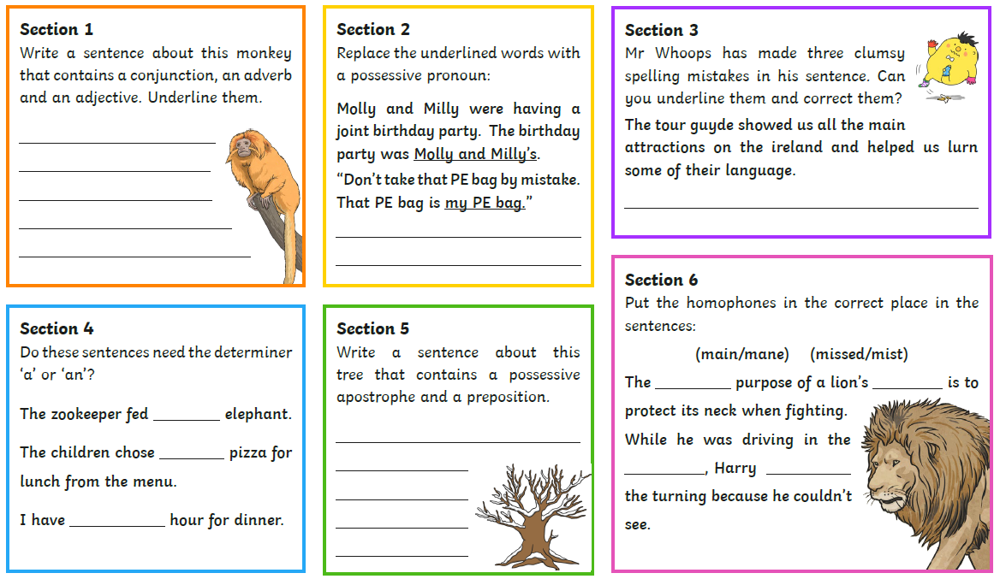 Section 1
Write a sentence about this monkey
that contains a conjunction, an adverb
and an adjective. Underline them.
Section 2
Replace the underlined words with
a possessive pronoun:
Molly and Milly were having a
joint birthday party. The birthday
party was Molly and Milly's.
“Don't take that PE bag by mistake.
That PE bag is my PE bag.”
Section 3
Mr Whoops has made three clumsy
spelling mistakes in his sentence. Can
you underline them and correct them?
The tour guyde showed us all the main
attractions on the ireland and helped us lurn
some of their language.
Section 4
Do these sentences need the determiner
‘a’ or ‘an’?
The zookeeper fed ________ elephant.
The children chose ________ pizza for
lunch from the menu.
I have ___________ hour for dinner.
Section 5
Write a sentence about this
tree that contains a possessive
apostrophe and a preposition.
Section 6
Put the homophones in the correct place in the
sentences:
(main/mane) (missed/mist)
The _________ purpose of a lion's ________ is to
protect its neck when fighting.
While he was driving in the
_________, Harry __________
the turning because he couldn't
see.